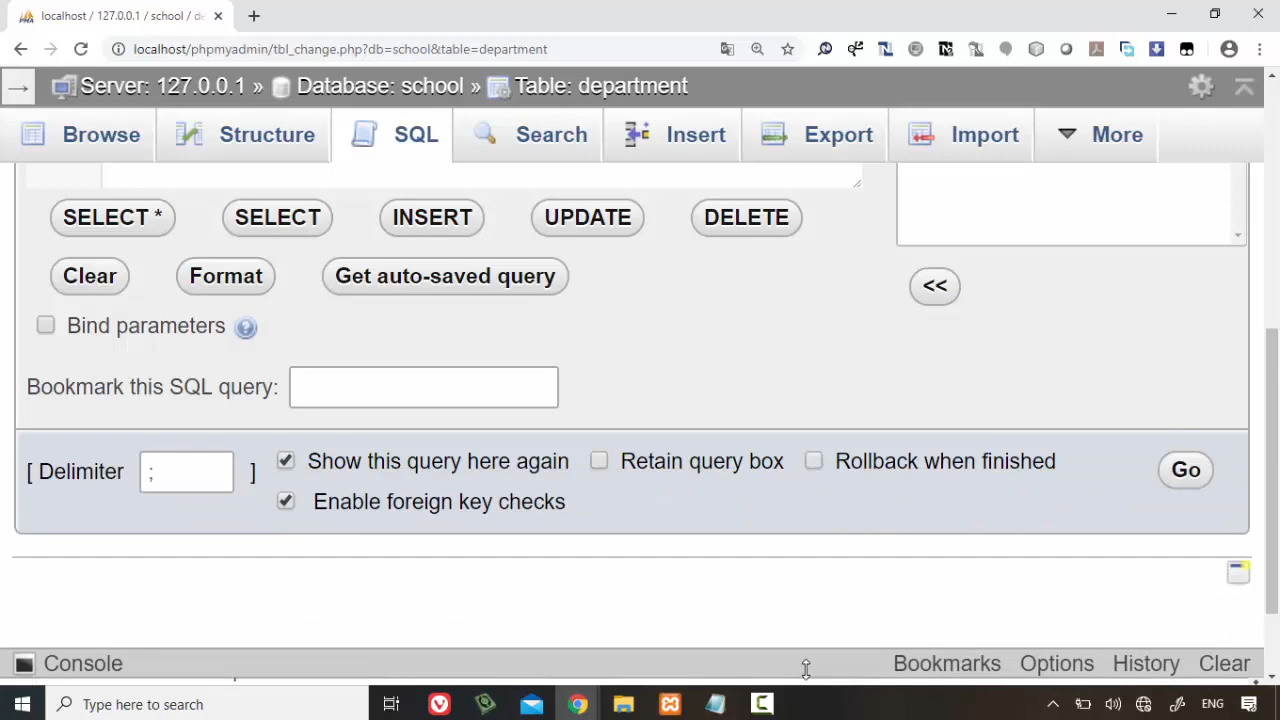 localhost / 127.0.0.1 / school / de
localhost/phpmyadmin/tbl_change.php?db=school&table=department
Server: 127.0.0.1 » Database: school » Table: department
Browse Structure SQL Search Insert Export Import More
SELECT * SELECT INSERT UPDATE DELETE
Clear Format Get auto-saved query <<
Bind parameters
Bookmark this SQL query:
[ Delimiter ; ] Show this query here again Retain query box Rollback when finished Go
Enable foreign key checks
Console Bookmarks Options History Clear
Type here to search ENG